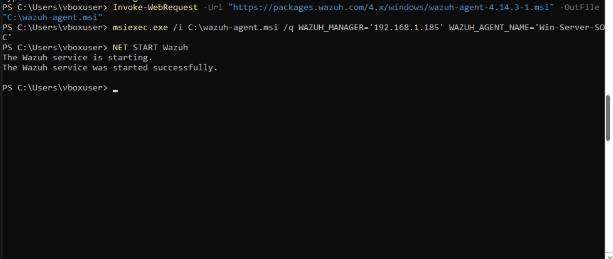 PS C:\Users\vboxuser> Invoke-WebRequest -Uri "https://packages.wazuh.com/4.x/windows/wazuh-agent-4.14.3-1.msi" -OutFile
"C:\wazuh-agent.msi"
PS C:\Users\vboxuser> msiexec.exe /i C:\wazuh-agent.msi /q WAZUH_MANAGER='192.168.1.185' WAZUH_AGENT_NAME='Win-Server-SO
C'
PS C:\Users\vboxuser> NET START Wazuh
The Wazuh service is starting.
The Wazuh service was started successfully.
PS C:\Users\vboxuser> _